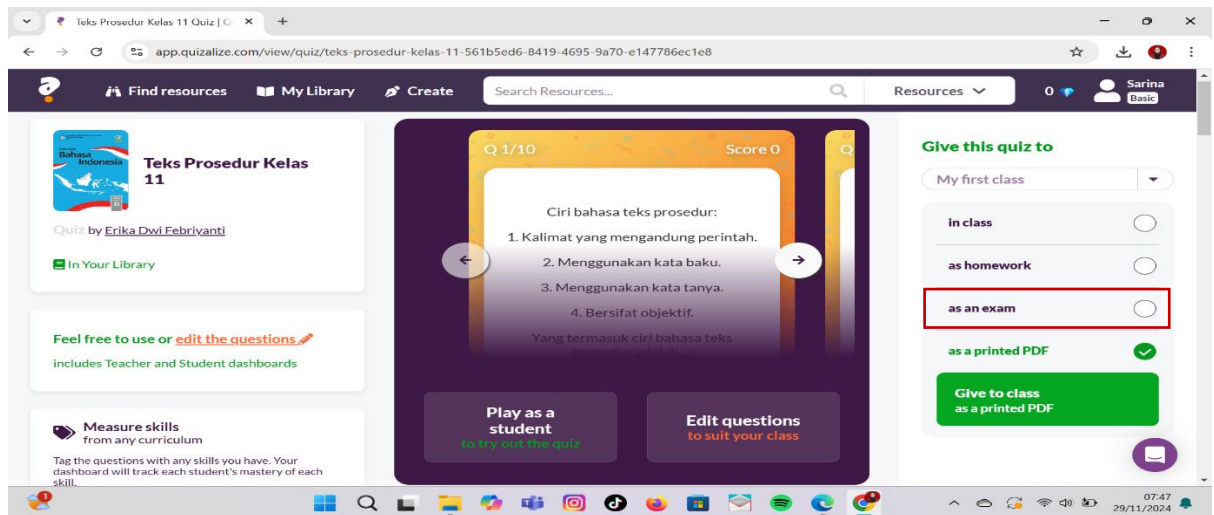 Teks Prosedur Kelas 11 Quiz | Q
app.quizalize.com/view/quiz/teks-prosedur-kelas-11-561b5ed6-8419-4695-9a70-e147786ec1e8
Find resources
My Library
Create
Search Resources...
Resources
0
Sarina
Basic
Bahasa
Indonesia
XI
Teks Prosedur Kelas
11
Quiz by Erika Dwi Febriyanti
In Your Library
Feel free to use or edit the questions
includes Teacher and Student dashboards
Measure skills
from any curriculum
Tag the questions with any skills you have. Your
dashboard will track each student's mastery of each
skill.
Q 1/10
Score 0
Q
Ciri bahasa teks prosedur:
1. Kalimat yang mengandung perintah.
2. Menggunakan kata baku.
3. Menggunakan kata tanya.
4. Bersifat objektif.
Yang termasuk ciri bahasa teks
Play as a
student
to try out the quiz
Edit questions
to suit your class
Give this quiz to
My first class
in class
as homework
as an exam
as a printed PDF
Give to class
as a printed PDF
1
07:47
29/11/2024